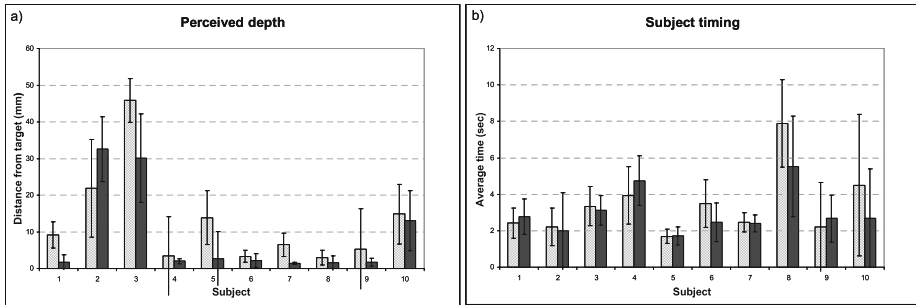 a)
Perceived depth
Distance from target (mm)
60
50
40
30
20
10
0
1 2 3 4 5 6 7 8 9 10
Subject
b)
Subject timing
Average time (sec)
12
10
8
6
4
2
0
1 2 3 4 5 6 7 8 9 10
Subject